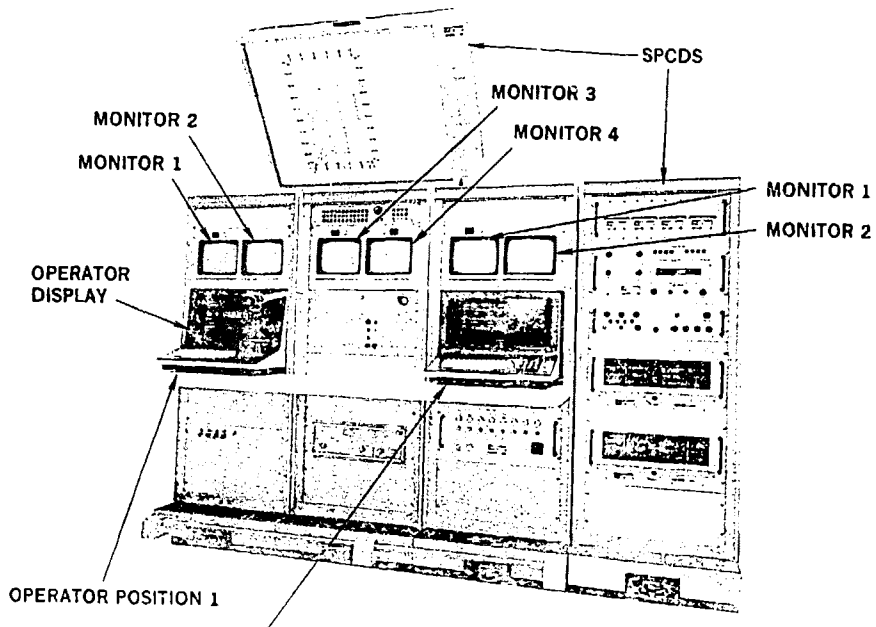 SPCDS
MONITOR 3
MONITOR 2
MONITOR 4
MONITOR 1
MONITOR 1
MONITOR 2
OPERATOR
DISPLAY
OPERATOR POSITION 1